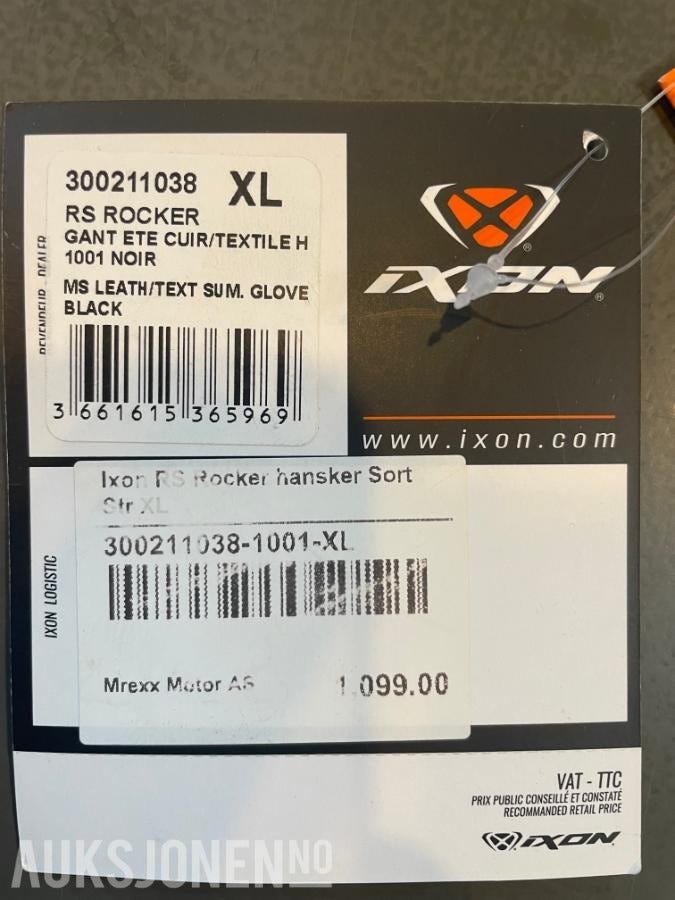 300211038 XL
RS ROCKER
GANT ETE CUIR/TEXTILE H
1001 NOIR
MS LEATH/TEXT SUM. GLOVE
BLACK
3 661615 365969
REVENDEUR - DEALER
iXON
www.ixon.com
Ixon RS Rocker hansker Sort
Str XL
300211038-1001-XL
Mrexx Motor AS 1,099.00
IXON LOGISTIC
VAT - TTC
PRIX PUBLIC CONSEILLÉ ET CONSTATÉ
RECOMMANDED RETAIL PRICE
iXON
AUKSJONEN NO